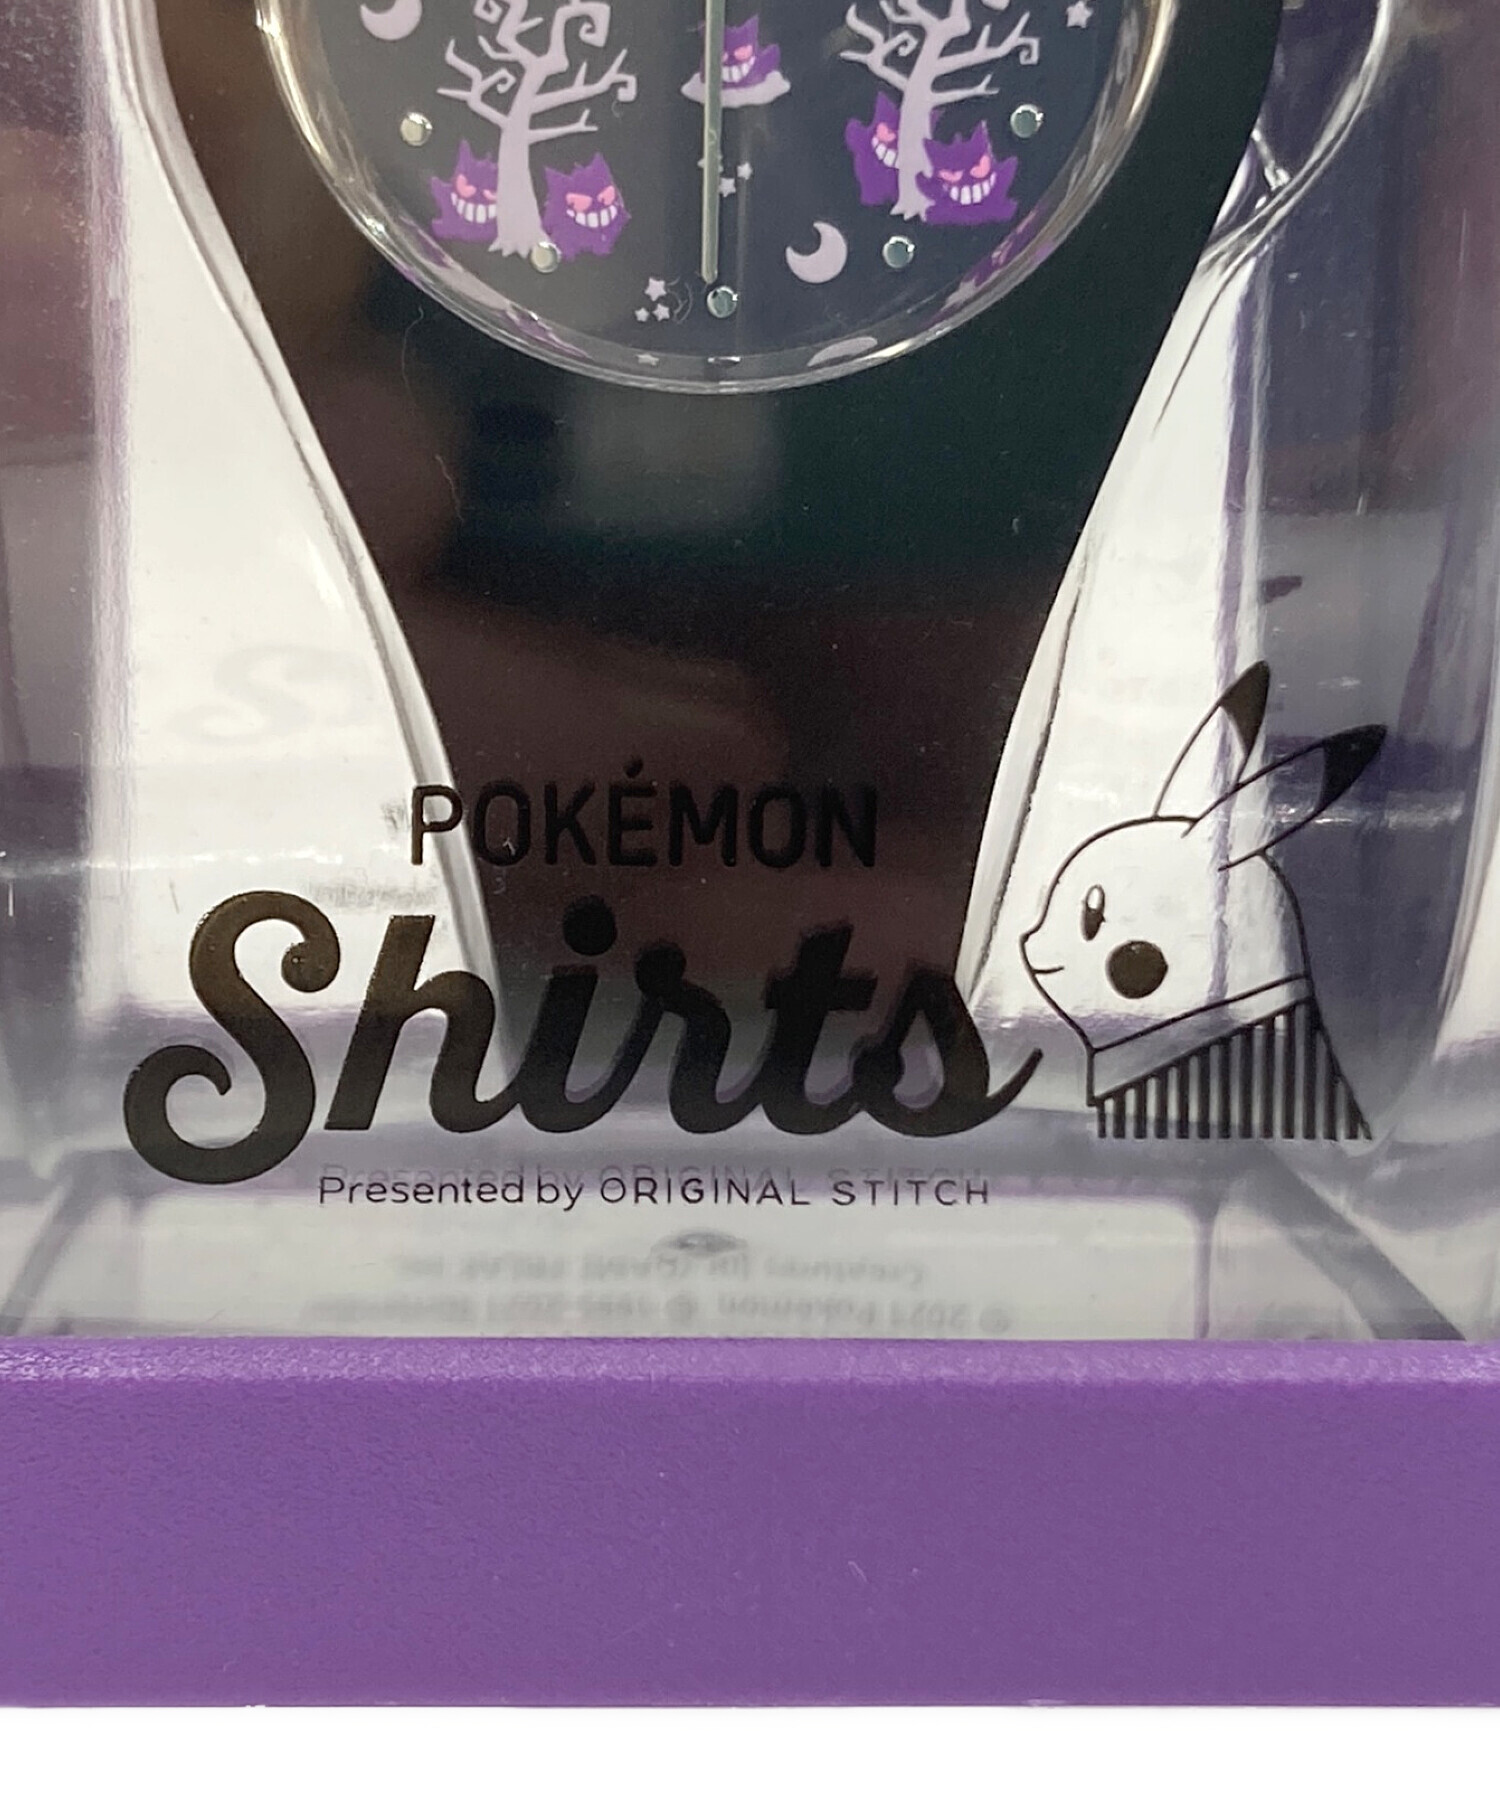 POKÉMON
Shirts
Presented by ORIGINAL STITCH